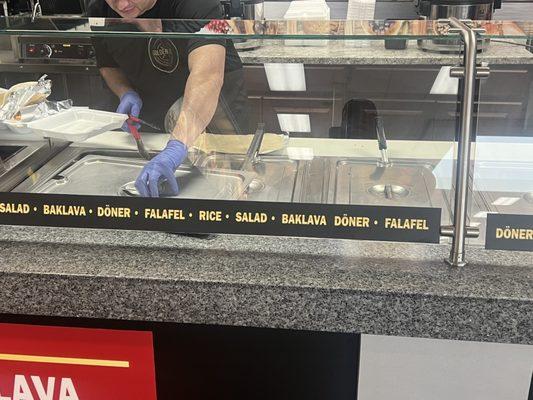 SALAD • BAKLAVA • DÖNER • FALAFEL • RICE • SALAD • BAKLAVA DÖNER • FALAFEL
DÖNER
LAVA